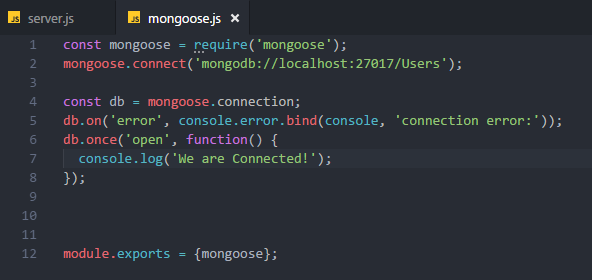 JS server.js JS mongoose.js ×
1 const mongoose = require('mongoose');
2 mongoose.connect('mongodb://localhost:27017/Users');
3
4 const db = mongoose.connection;
5 db.on('error', console.error.bind(console, 'connection error:'));
6 db.once('open', function() {
7   console.log('We are Connected!');
8 });
9
10
11
12 module.exports = {mongoose};